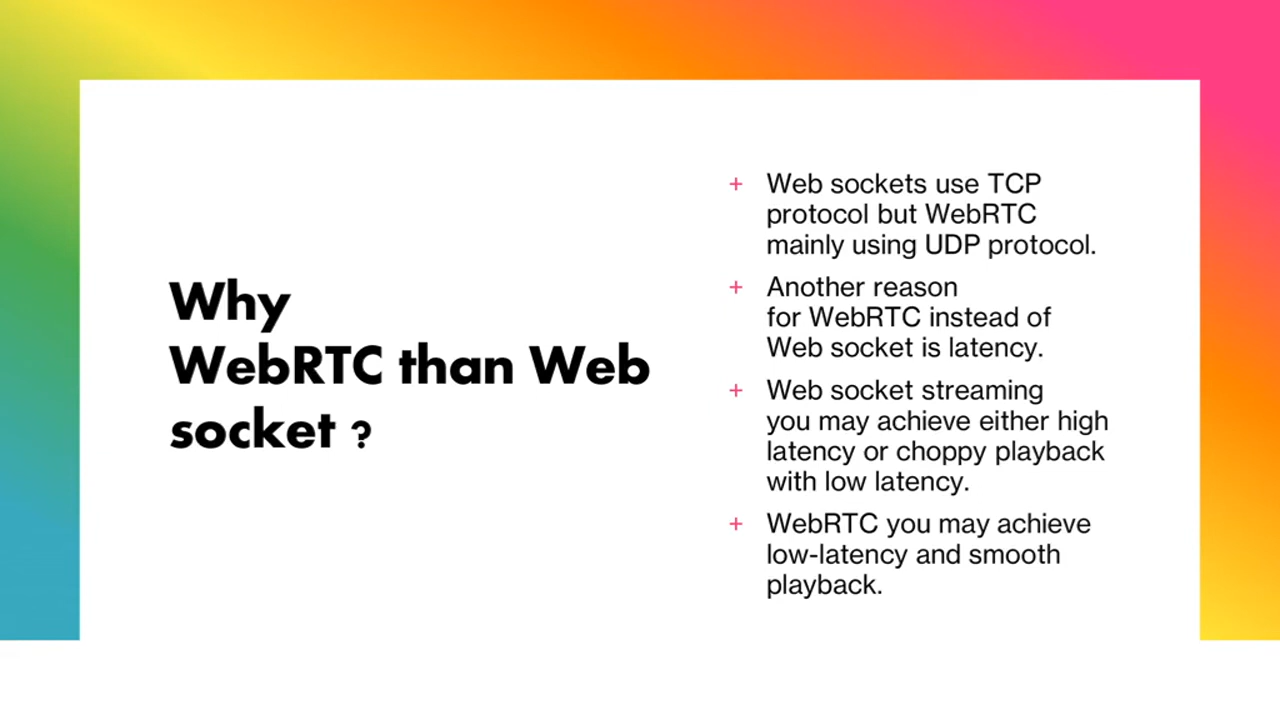 Why
WebRTC than Web
socket ?
+ Web sockets use TCP
protocol but WebRTC
mainly using UDP protocol.
+ Another reason
for WebRTC instead of
Web socket is latency.
+ Web socket streaming
you may achieve either high
latency or choppy playback
with low latency.
+ WebRTC you may achieve
low-latency and smooth
playback.